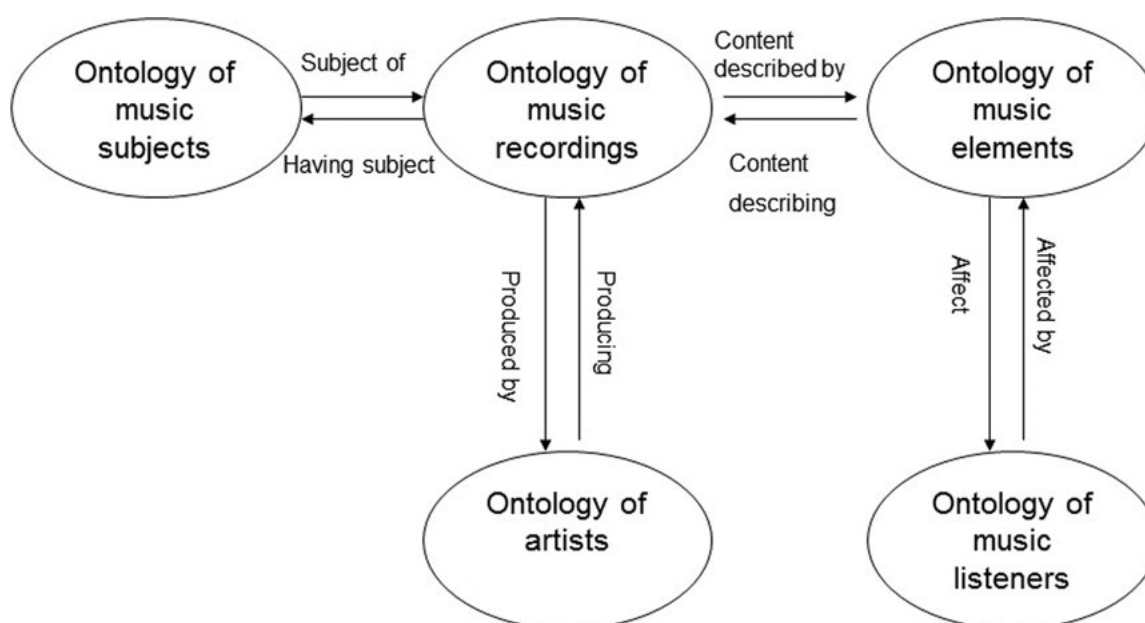 Ontology of
music
subjects
Subject of
Having subject
Ontology of
music
recordings
Content
described by
Content
describing
Ontology of
music
elements
Produced by
Producing
Affect
Affected by
Ontology of
artists
Ontology of
music
listeners